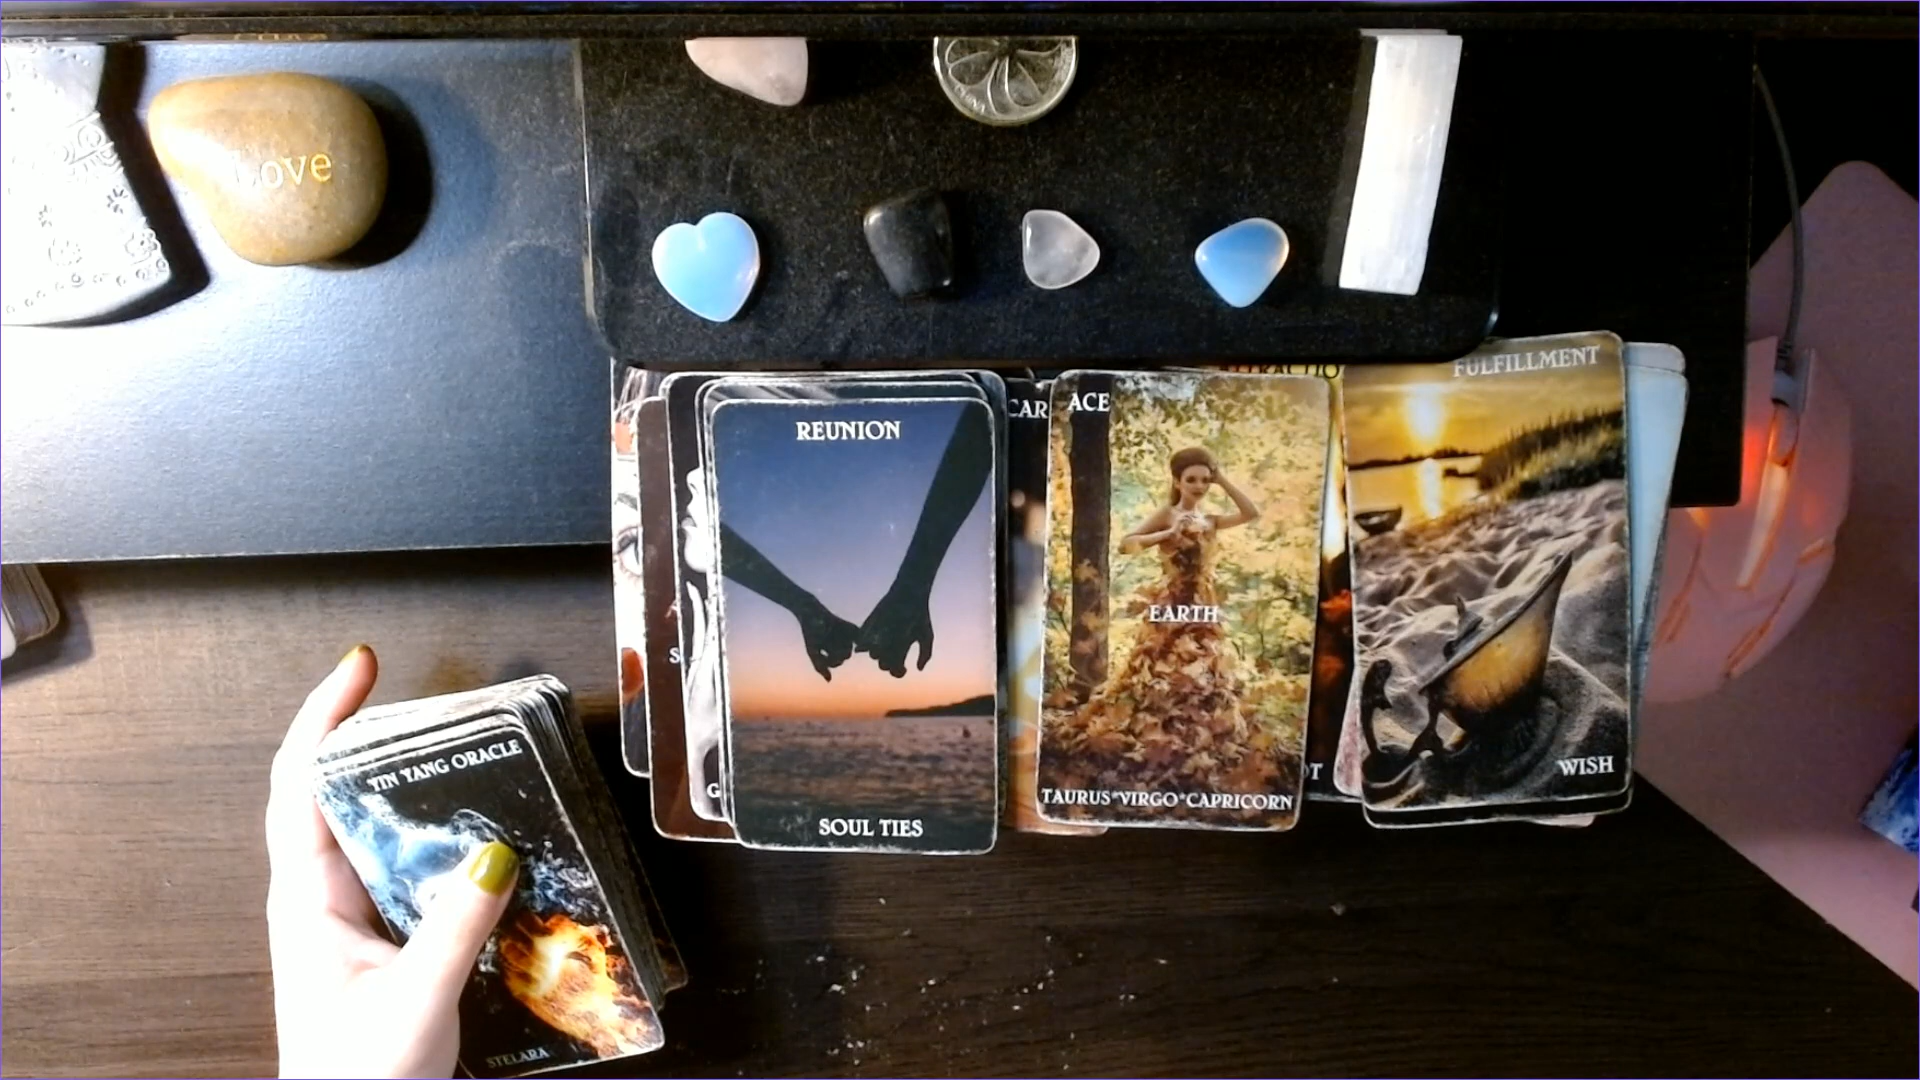 Love
REUNION
SOUL TIES
CAR
ACE
EARTH
TAURUS*VIRGO*CAPRICORN
FULFILLMENT
WISH
YIN YANG ORACLE
STELARA